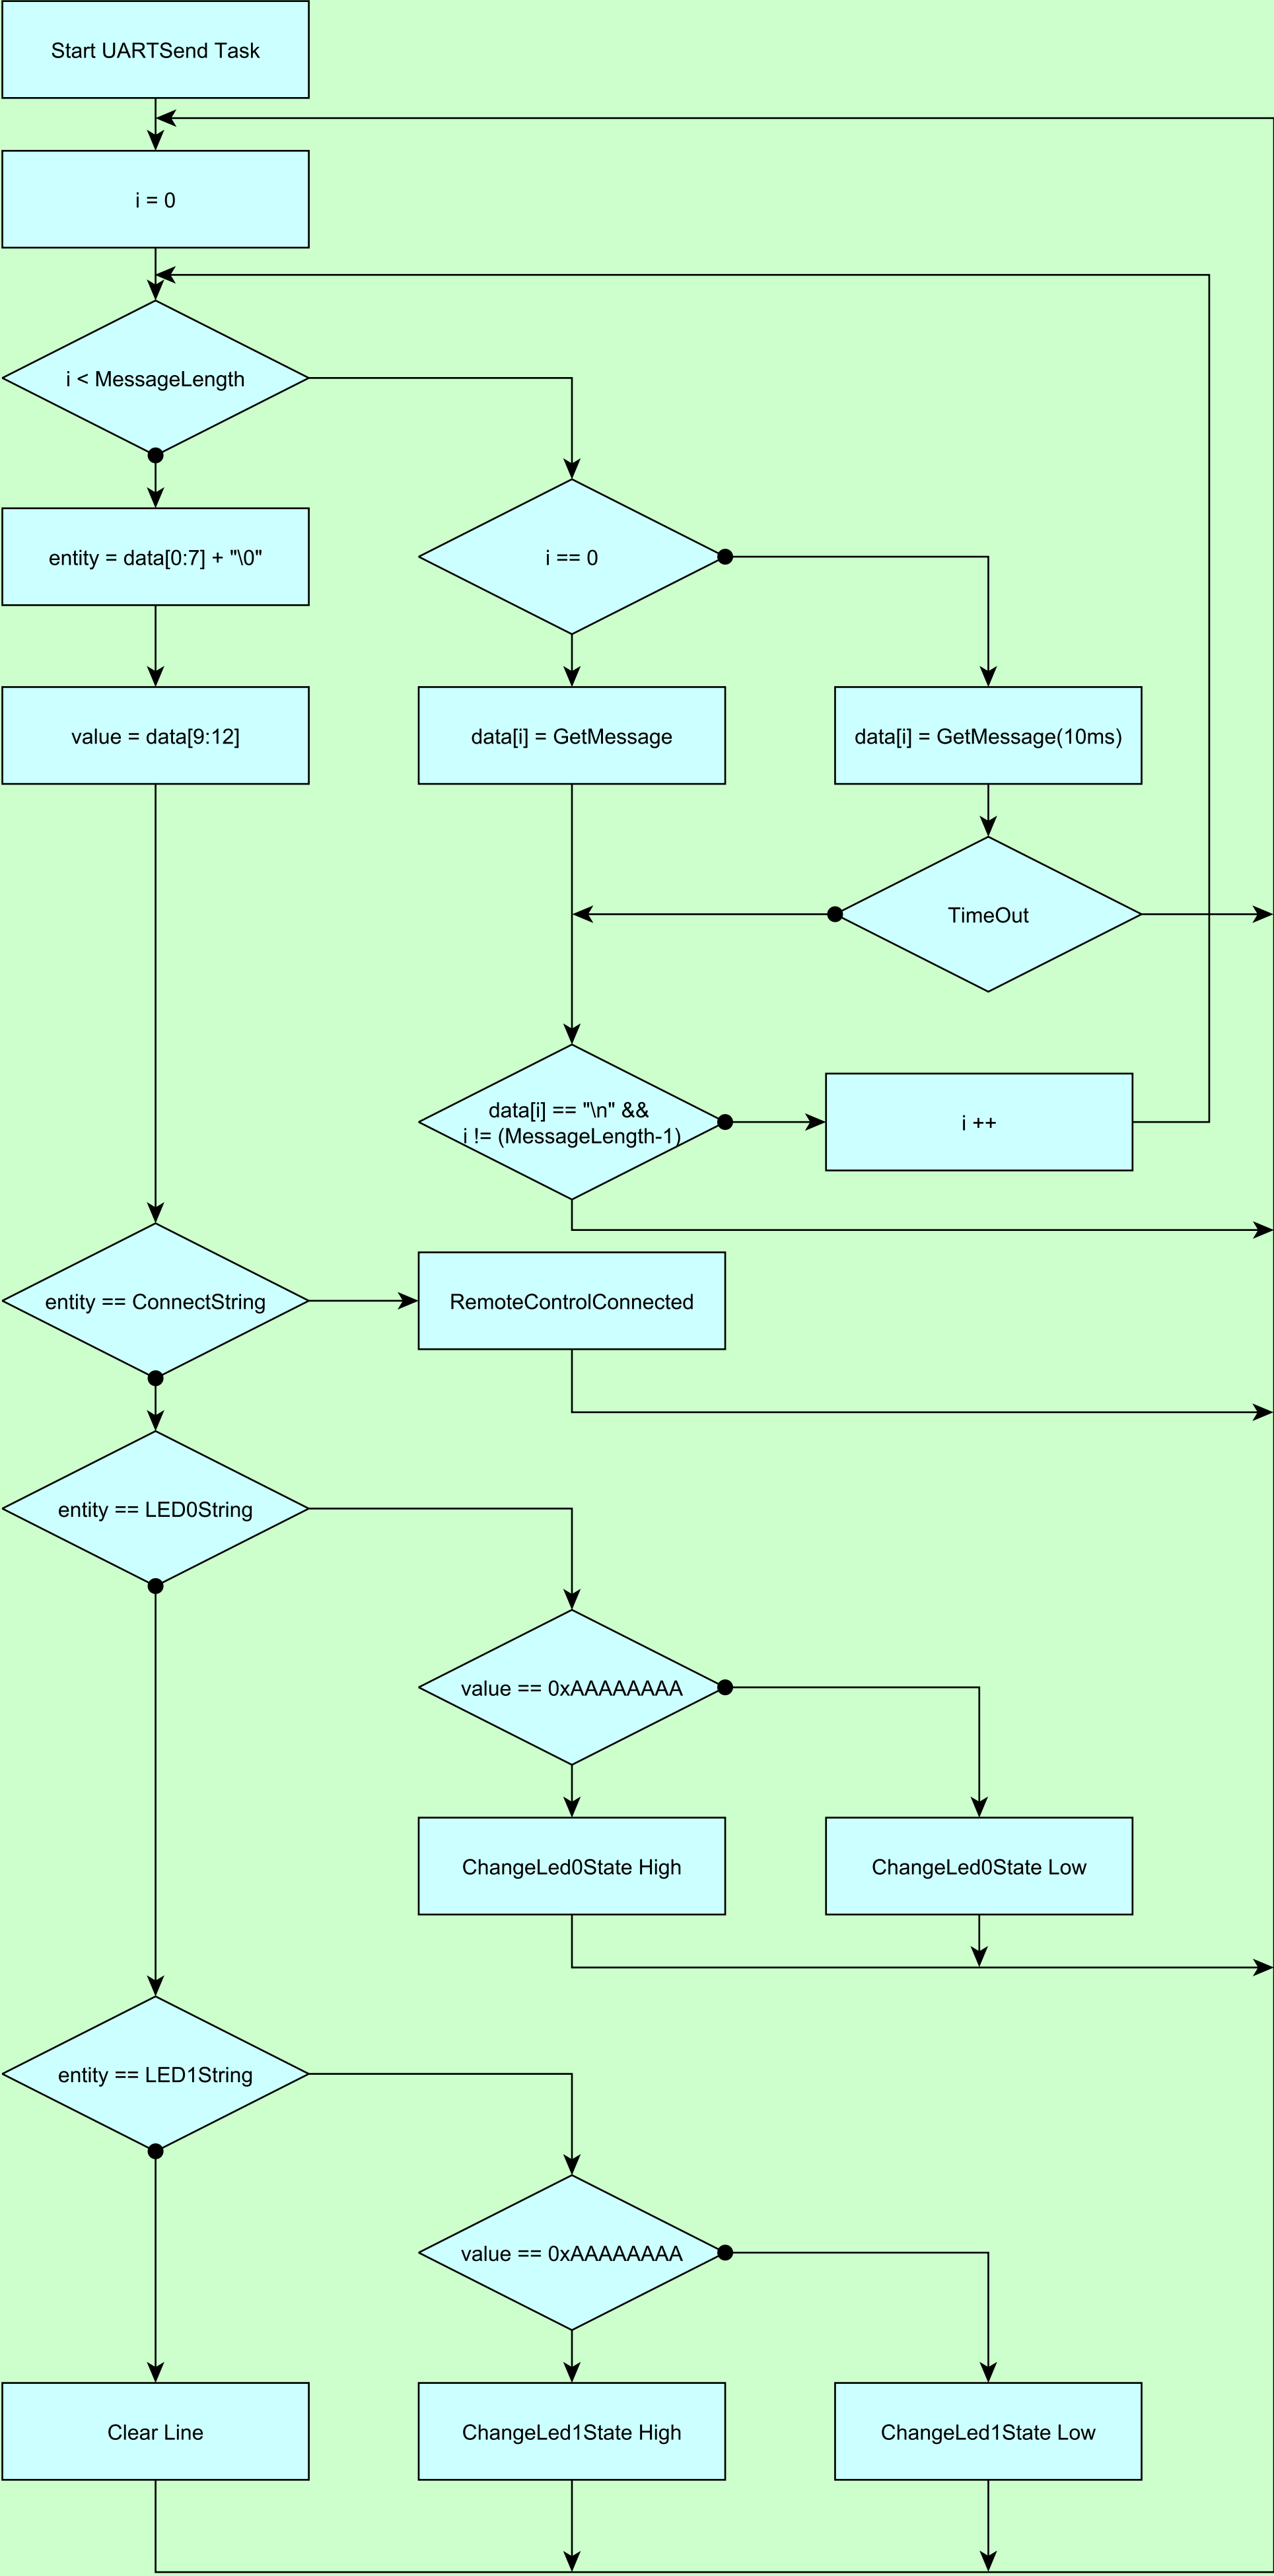 Start UARTSend Task
i = 0
i < MessageLength
i == 0
entity = data[0:7] + "\0"
value = data[9:12]
data[i] = GetMessage
data[i] = GetMessage(10ms)
TimeOut
data[i] == "\n" &&
i != (MessageLength-1)
i ++
entity == ConnectString
RemoteControlConnected
entity == LED0String
value == 0xAAAAAAAA
ChangeLed0State High
ChangeLed0State Low
entity == LED1String
value == 0xAAAAAAAA
Clear Line
ChangeLed1State High
ChangeLed1State Low